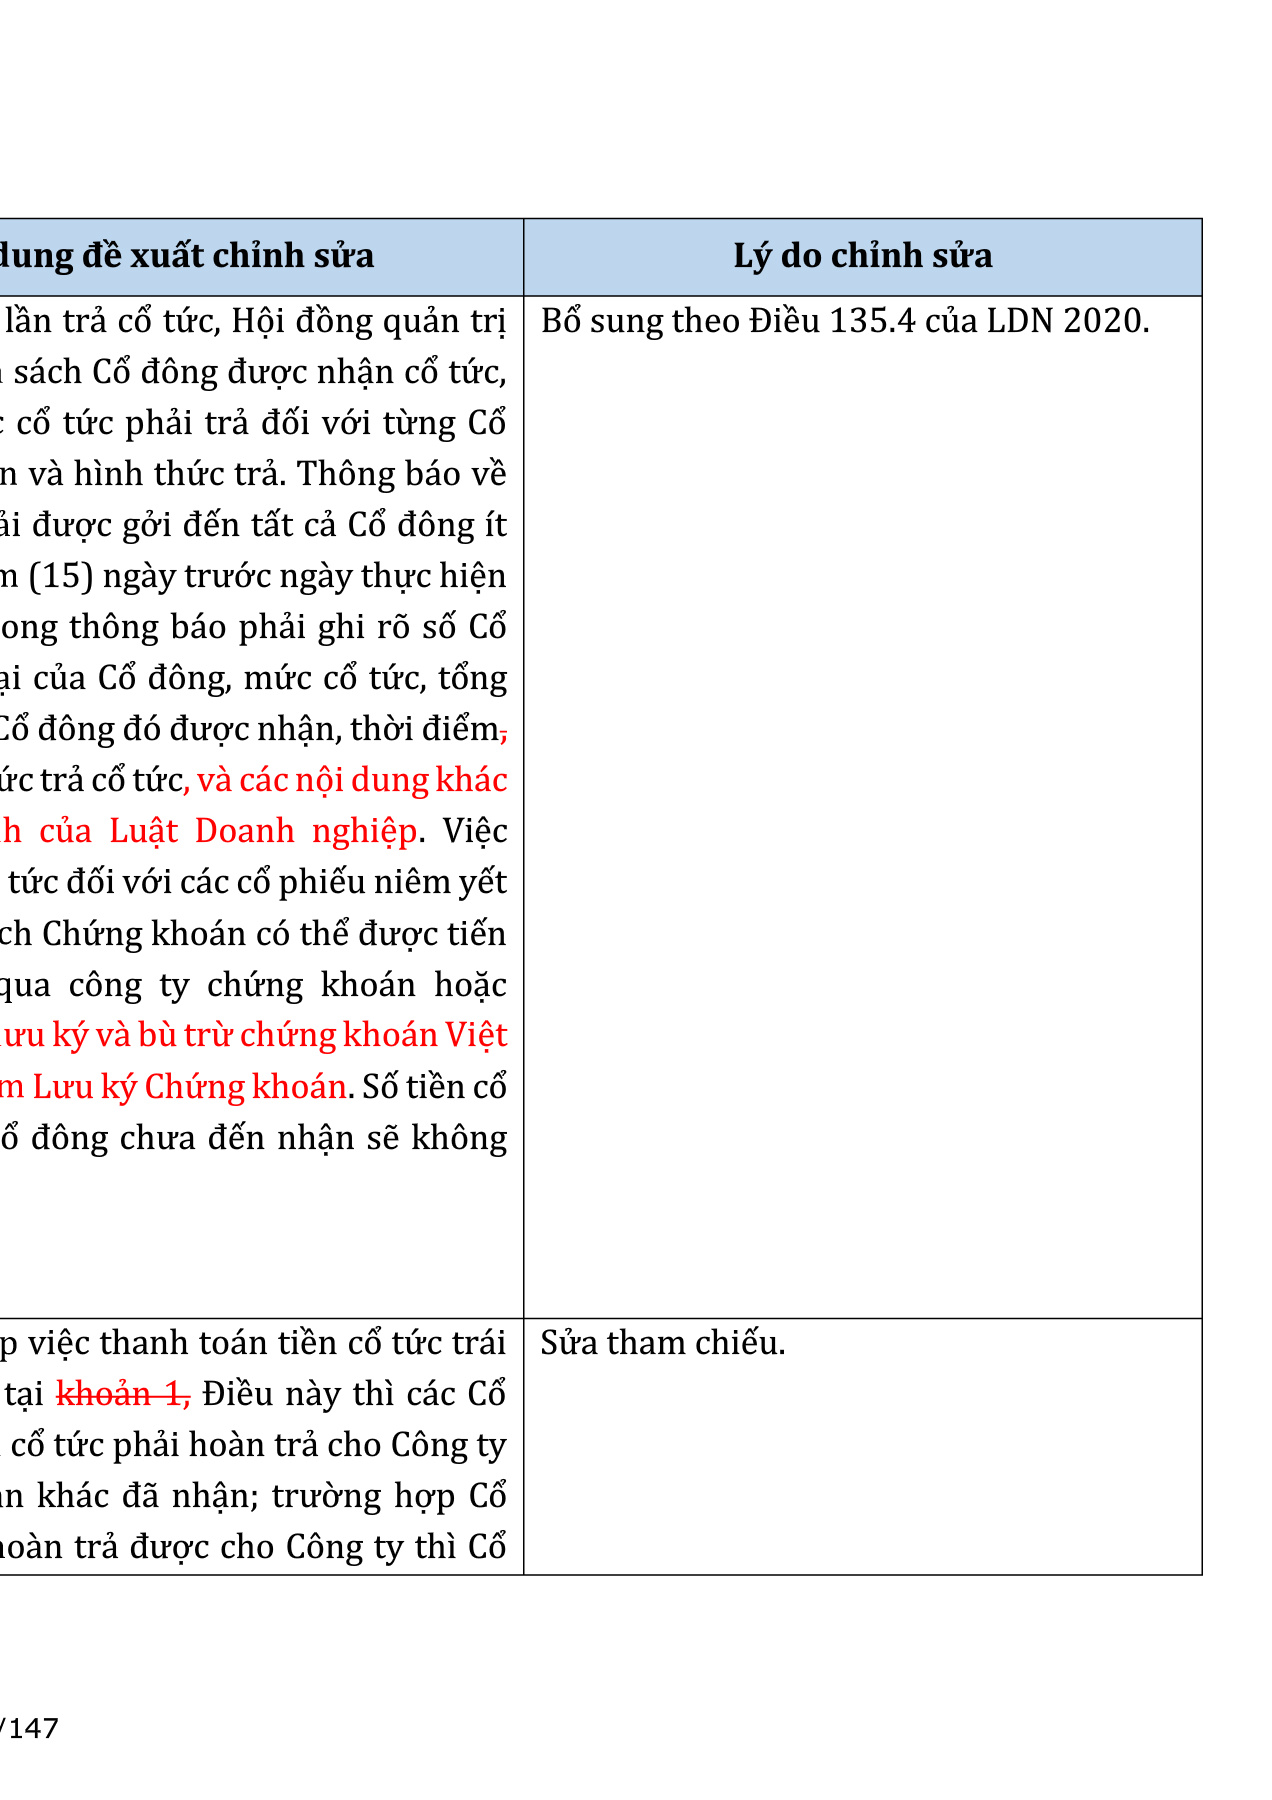 dung đề xuất chỉnh sửa
Lý do chỉnh sửa
lần trả cổ tức, Hội đồng quản trị
sách Cổ đông được nhận cổ tức,
cổ tức phải trả đối với từng Cổ
và hình thức trả. Thông báo về
được gởi đến tất cả Cổ đông ít
(15) ngày trước ngày thực hiện
ong thông báo phải ghi rõ số Cổ
ại của Cổ đông, mức cổ tức, tổng
Cổ đông đó được nhận, thời điểm,
ức trả cổ tức, và các nội dung khác
nh của Luật Doanh nghiệp. Việc
tức đối với các cổ phiếu niêm yết
ch Chứng khoán có thể được tiến
qua công ty chứng khoán hoặc
lưu ký và bù trừ chứng khoán Việt
m Lưu ký Chứng khoán. Số tiền cổ
ổ đông chưa đến nhận sẽ không
Bổ sung theo Điều 135.4 của LDN 2020.
p việc thanh toán tiền cổ tức trái
tại khoản 1, Điều này thì các Cổ
cổ tức phải hoàn trả cho Công ty
khác đã nhận; trường hợp Cổ
hoàn trả được cho Công ty thì Cổ
Sửa tham chiếu.
/147